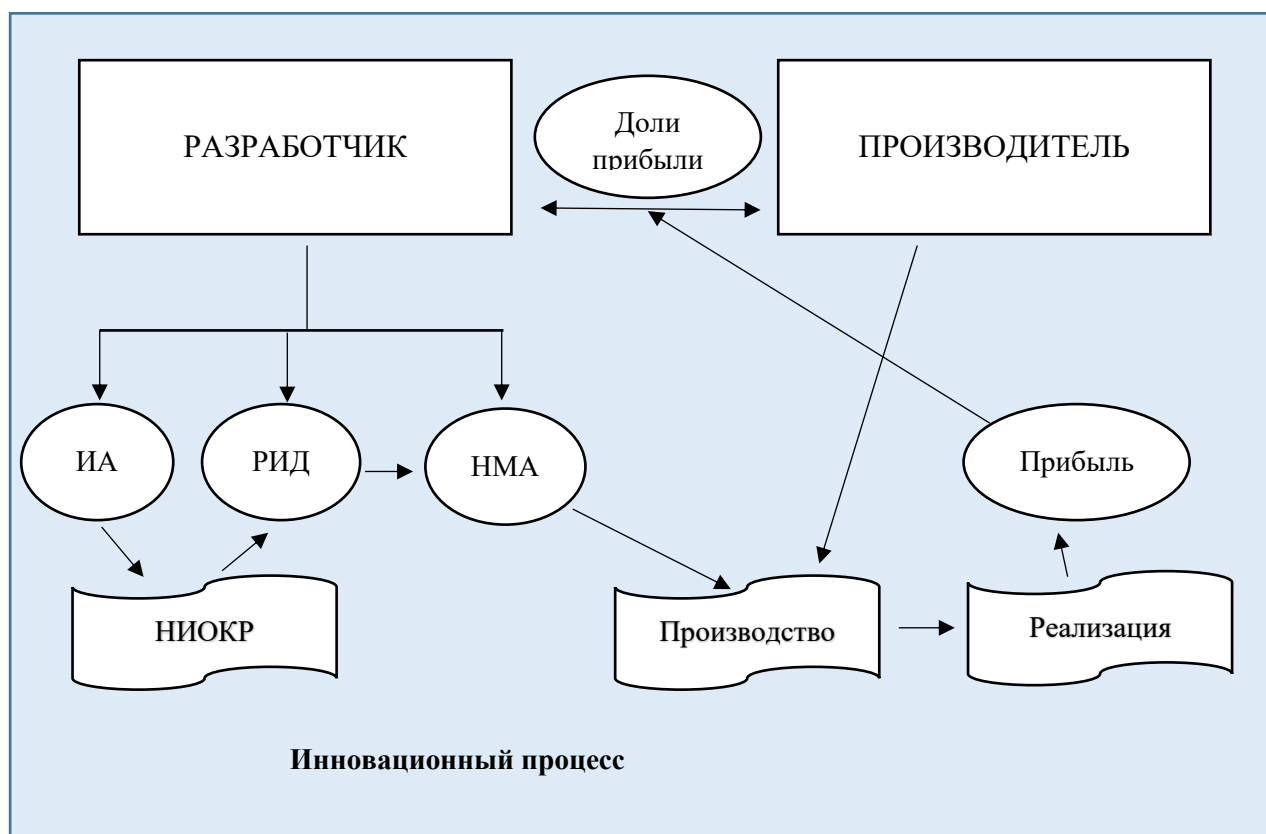 РАЗРАБОТЧИК
Доли
прибыли
ПРОИЗВОДИТЕЛЬ
ИА
РИД
НМА
Прибыль
НИОКР
Производство
Реализация
Инновационный процесс